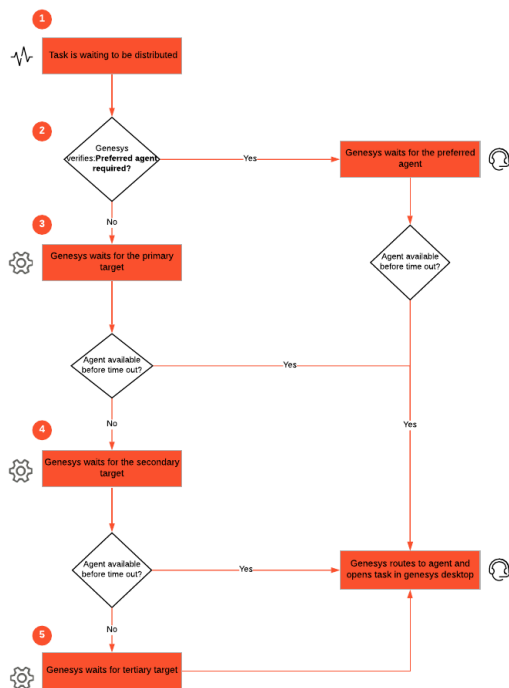 1
Task is waiting to be distributed
2
Genesys
verifies:Preferred agent
required?
Yes
Genesys waits for the preferred
agent
No
3
Genesys waits for the primary
target
Agent available
before time out?
Agent available
before time out?
Yes
No
Yes
4
Genesys waits for the secondary
target
Agent available
before time out?
Yes
Genesys routes to agent and
opens task in genesys desktop
No
5
Genesys waits for tertiary target